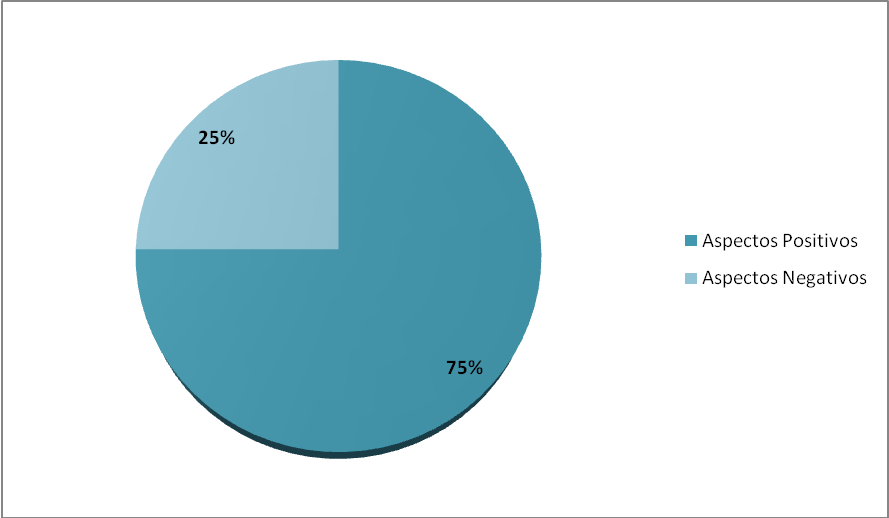 25%
75%
Aspectos Positivos
Aspectos Negativos